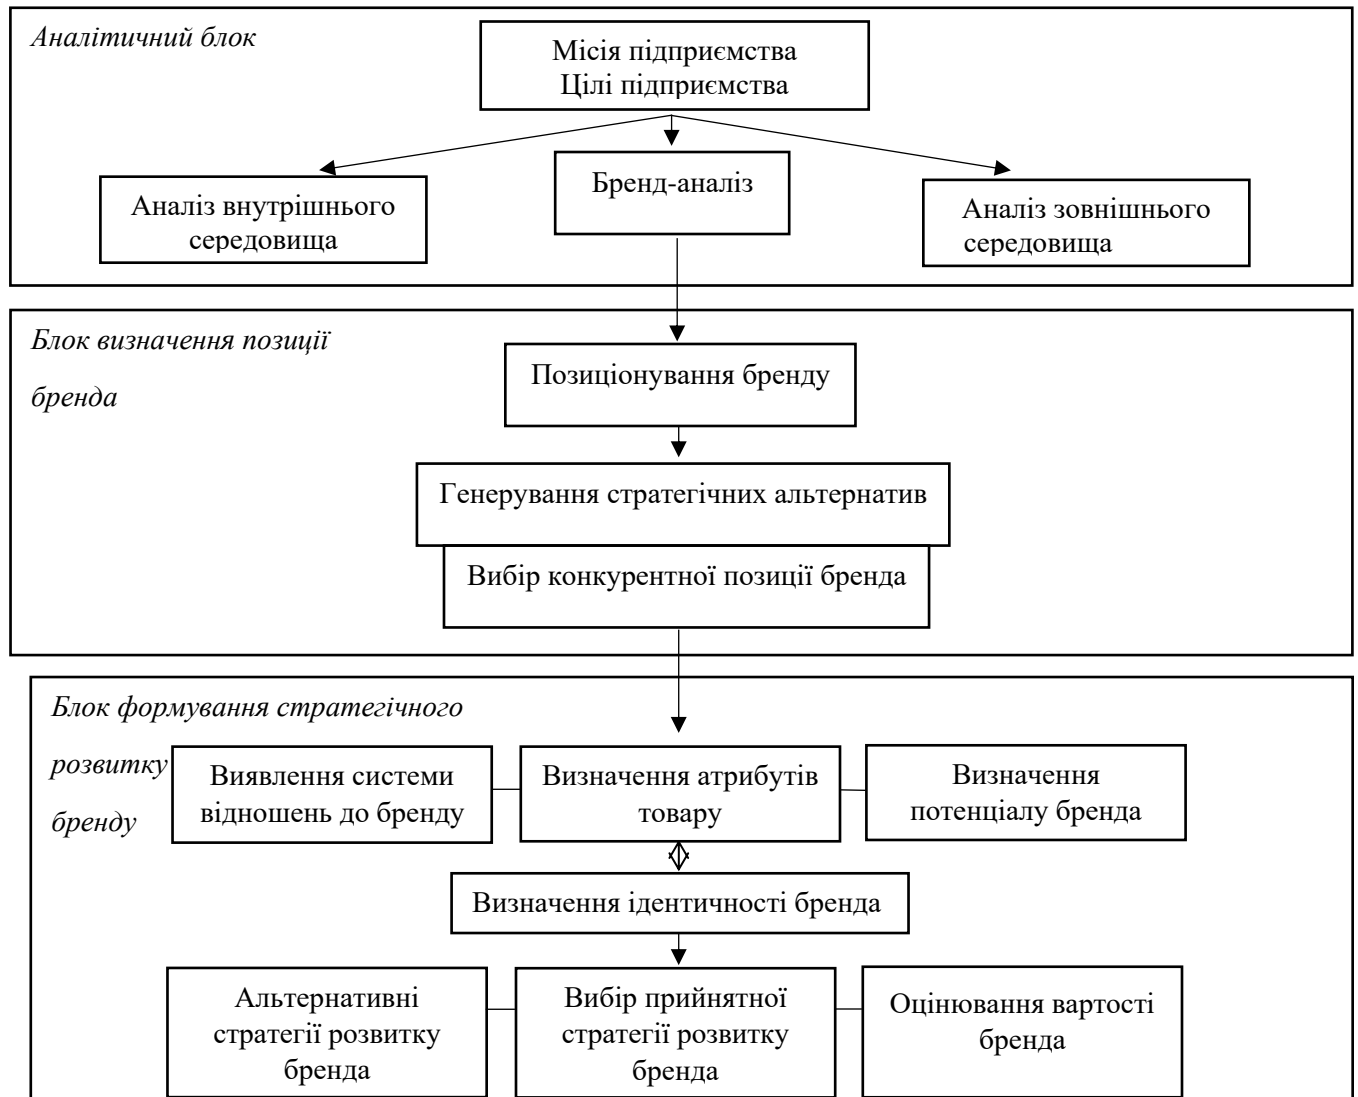 Аналітичний блок
Місія підприємства
Цілі підприємства
Аналіз внутрішнього
середовища
Бренд-аналіз
Аналіз зовнішнього
середовища
Блок визначення позиції
бренда
Позиціонування бренду
Генерування стратегічних альтернатив
Вибір конкурентної позиції бренда
Блок формування стратегічного
розвитку
бренду
Виявлення системи
відношень до бренду
Визначення атрибутів
товару
Визначення
потенціалу бренда
Визначення ідентичності бренда
Альтернативні
стратегії розвитку
бренда
Вибір прийнятної
стратегії розвитку
бренда
Оцінювання вартості
бренда